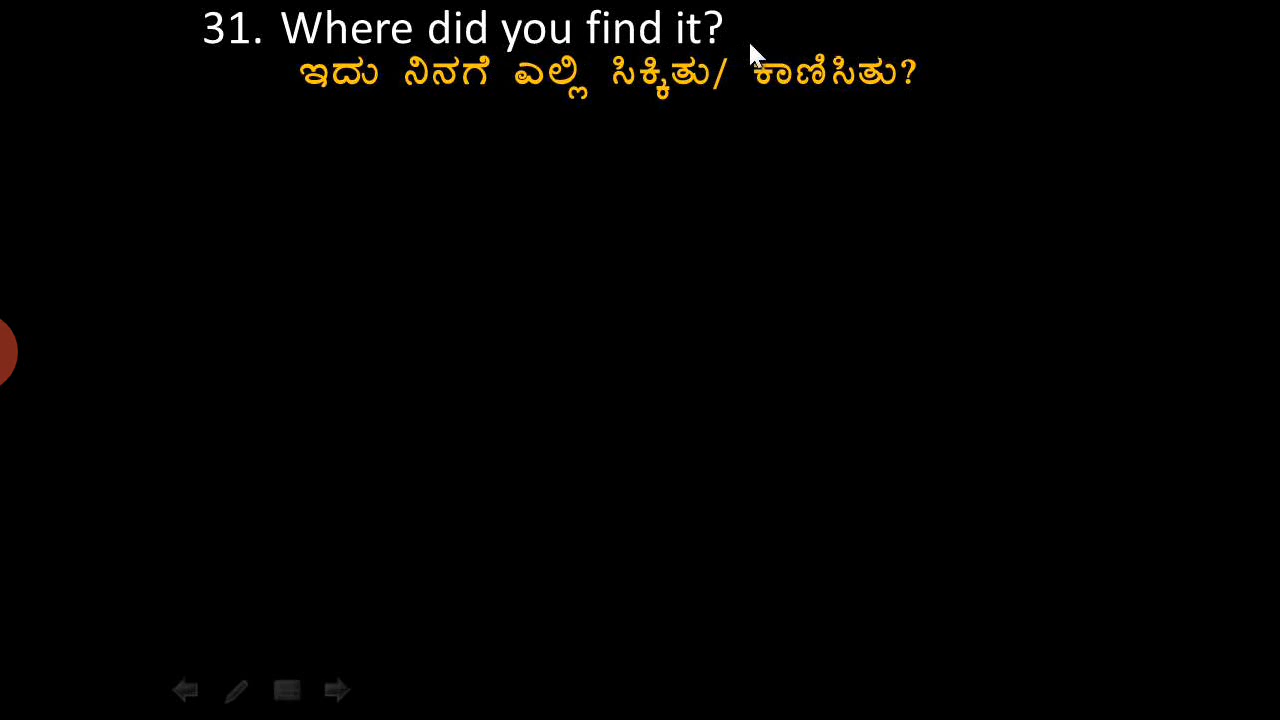 31. Where did you find it?
ಇದು ನಿನಗೆ ಎಲ್ಲಿ ಸಿಕ್ಕಿತು/ ಕಾಣಿಸಿತು?